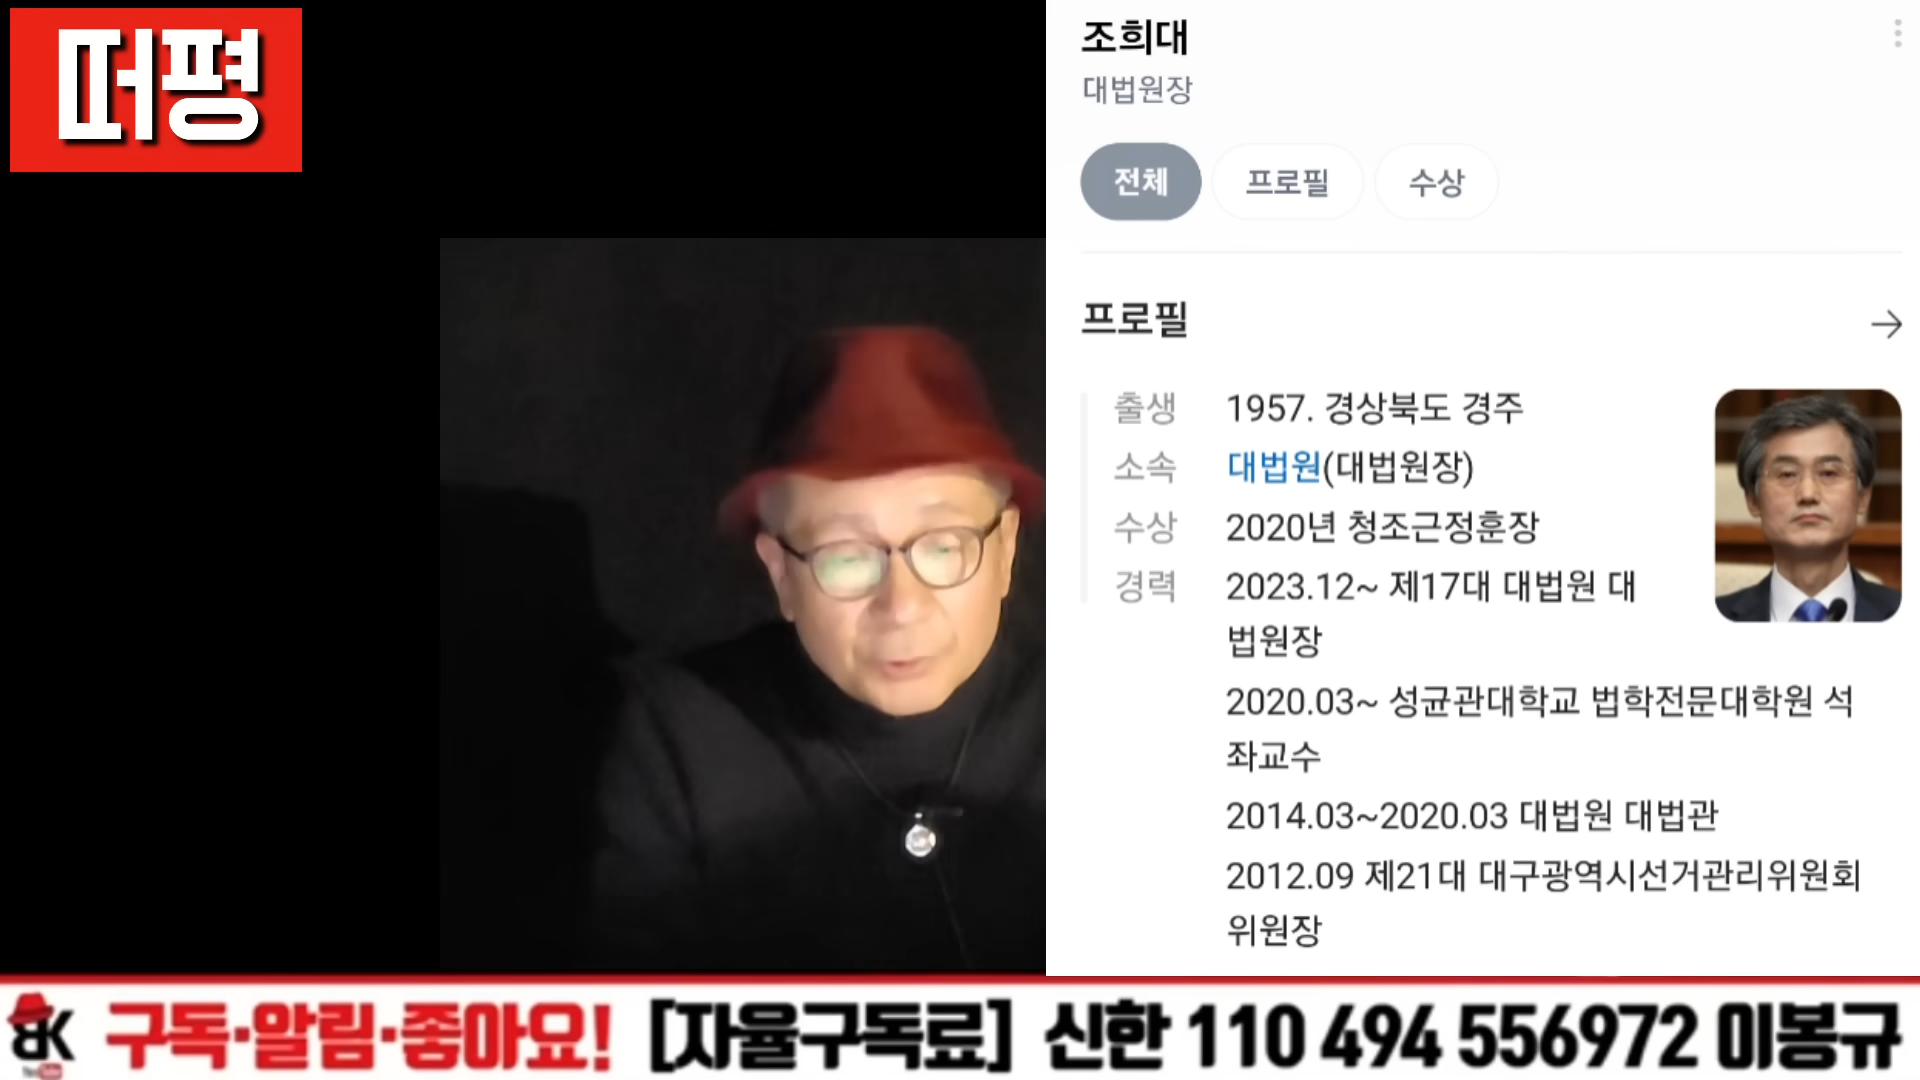 떠평
조희대
대법원장
전체 프로필 수상
프로필
출생 1957. 경상북도 경주
소속 대법원(대법원장)
수상 2020년 청조근정훈장
경력 2023.12~ 제17대 대법원 대
법원장
2020.03~ 성균관대학교 법학전문대학원 석
좌교수
2014.03~2020.03 대법원 대법관
2012.09 제21대 대구광역시선거관리위원회
위원장
BK 구독·알림·좋아요! [자율구독료] 신한 110 494 556972 이봉규